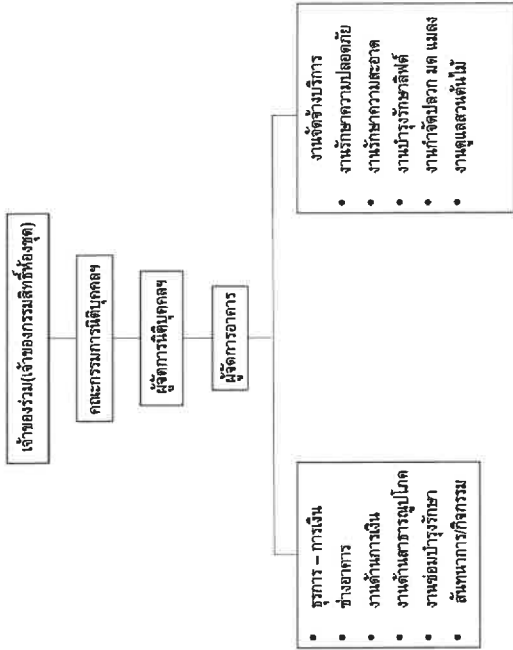 เจ้าของร่วม(เจ้าของกรรมสิทธิ์ห้องชุด)
คณะกรรมการนิติบุคคลฯ
ผู้จัดการนิติบุคคลฯ
ผู้จัดการอาคาร
• ธุรการ – การเงิน
• ช่างอาคาร
• งานด้านการเงิน
• งานด้านสาธารณูปโภค
• งานซ่อมบำรุงรักษา
• สันทนาการ/กิจกรรม
งานจัดจ้างบริการ
• งานรักษาความปลอดภัย
• งานรักษาความสะอาด
• งานบำรุงรักษาลิฟต์
• งานกำจัดปลวก มด แมลง
• งานดูแลสวนต้นไม้